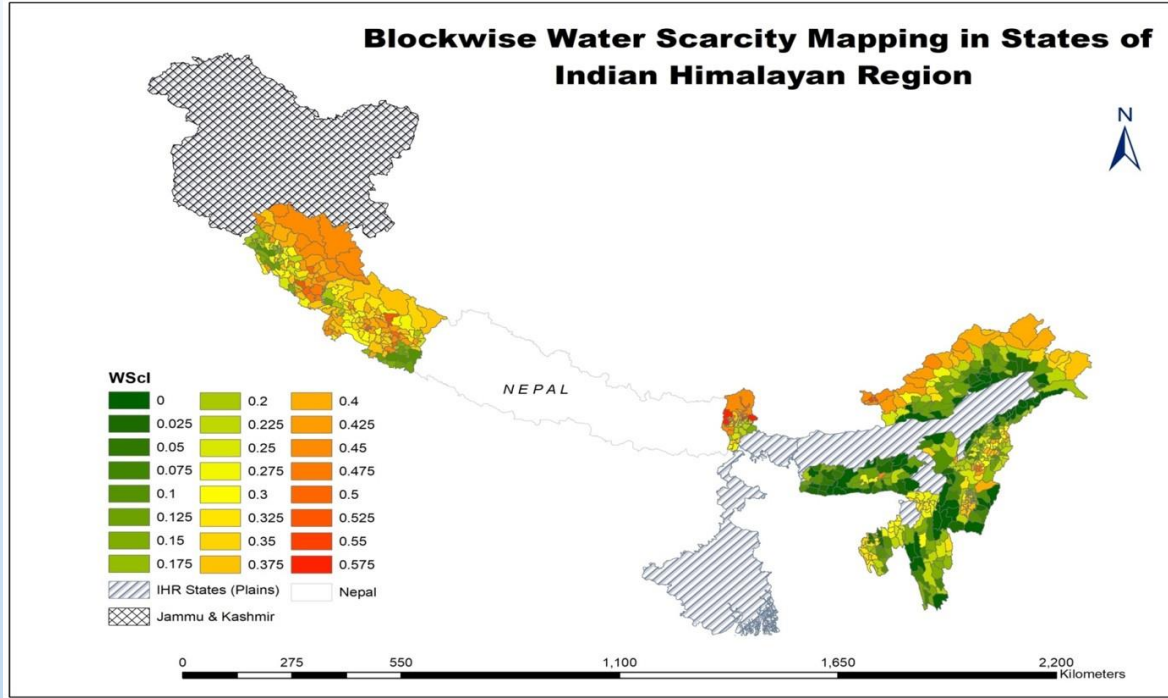 Blockwise Water Scarcity Mapping in States of
Indian Himalayan Region
N
NEPAL
WScI
0
0.025
0.05
0.075
0.1
0.125
0.15
0.175
0.2
0.225
0.25
0.275
0.3
0.325
0.35
0.375
0.4
0.425
0.45
0.475
0.5
0.525
0.55
0.575
IHR States (Plains)
Nepal
Jammu & Kashmir
0 275 550 1,100 1,650 2,200
Kilometers